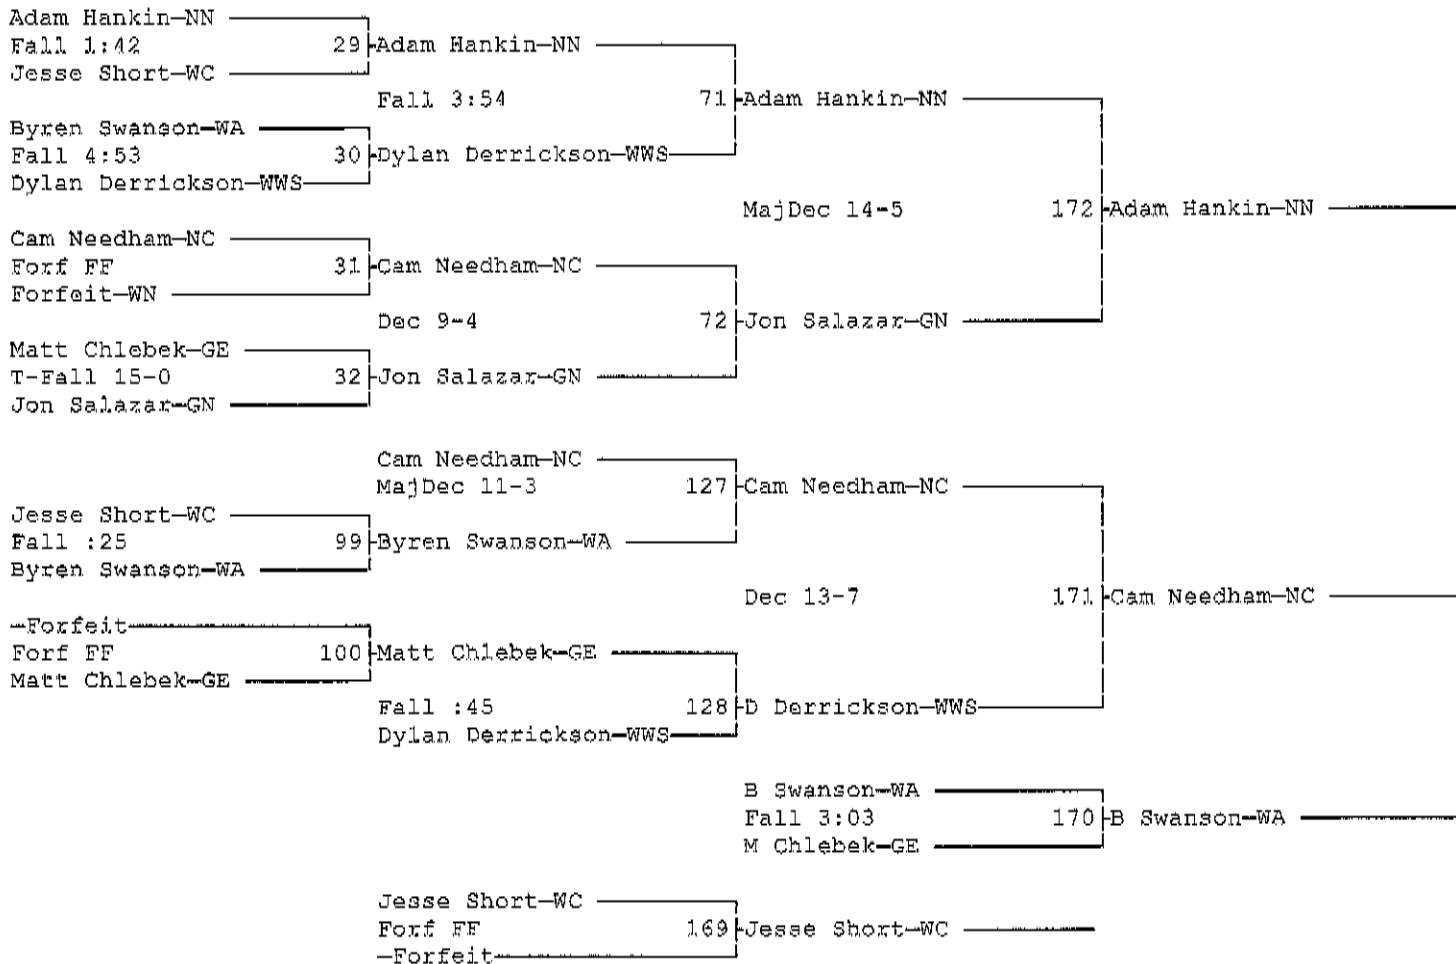 Adam Hankin—NN
Fall 1:42 29 Adam Hankin—NN
Jesse Short—WC
Fall 3:54 71 Adam Hankin—NN
Byren Swanson—WA
Fall 4:53 30 Dylan Derrickson—WWS
Dylan Derrickson—WWS
MajDec 14-5 172 Adam Hankin—NN
Cam Needham—NC
Forf FF 31 Cam Needham—NC
Forfeit—WN
Dec 9-4 72 Jon Salazar—GN
Matt Chlebek—GE
T-Fall 15-0 32 Jon Salazar—GN
Jon Salazar—GN
Cam Needham—NC
MajDec 11-3 127 Cam Needham—NC
Jesse Short—WC
Fall :25 99 Byren Swanson—WA
Byren Swanson—WA
Dec 13-7 171 Cam Needham—NC
—Forfeit
Forf FF 100 Matt Chlebek—GE
Matt Chlebek—GE
Fall :45 128 D Derrickson—WWS
Dylan Derrickson—WWS
B Swanson—WA
Fall 3:03 170 B Swanson—WA
M Chlebek—GE
Jesse Short—WC
Forf FF 169 Jesse Short—WC
—Forfeit